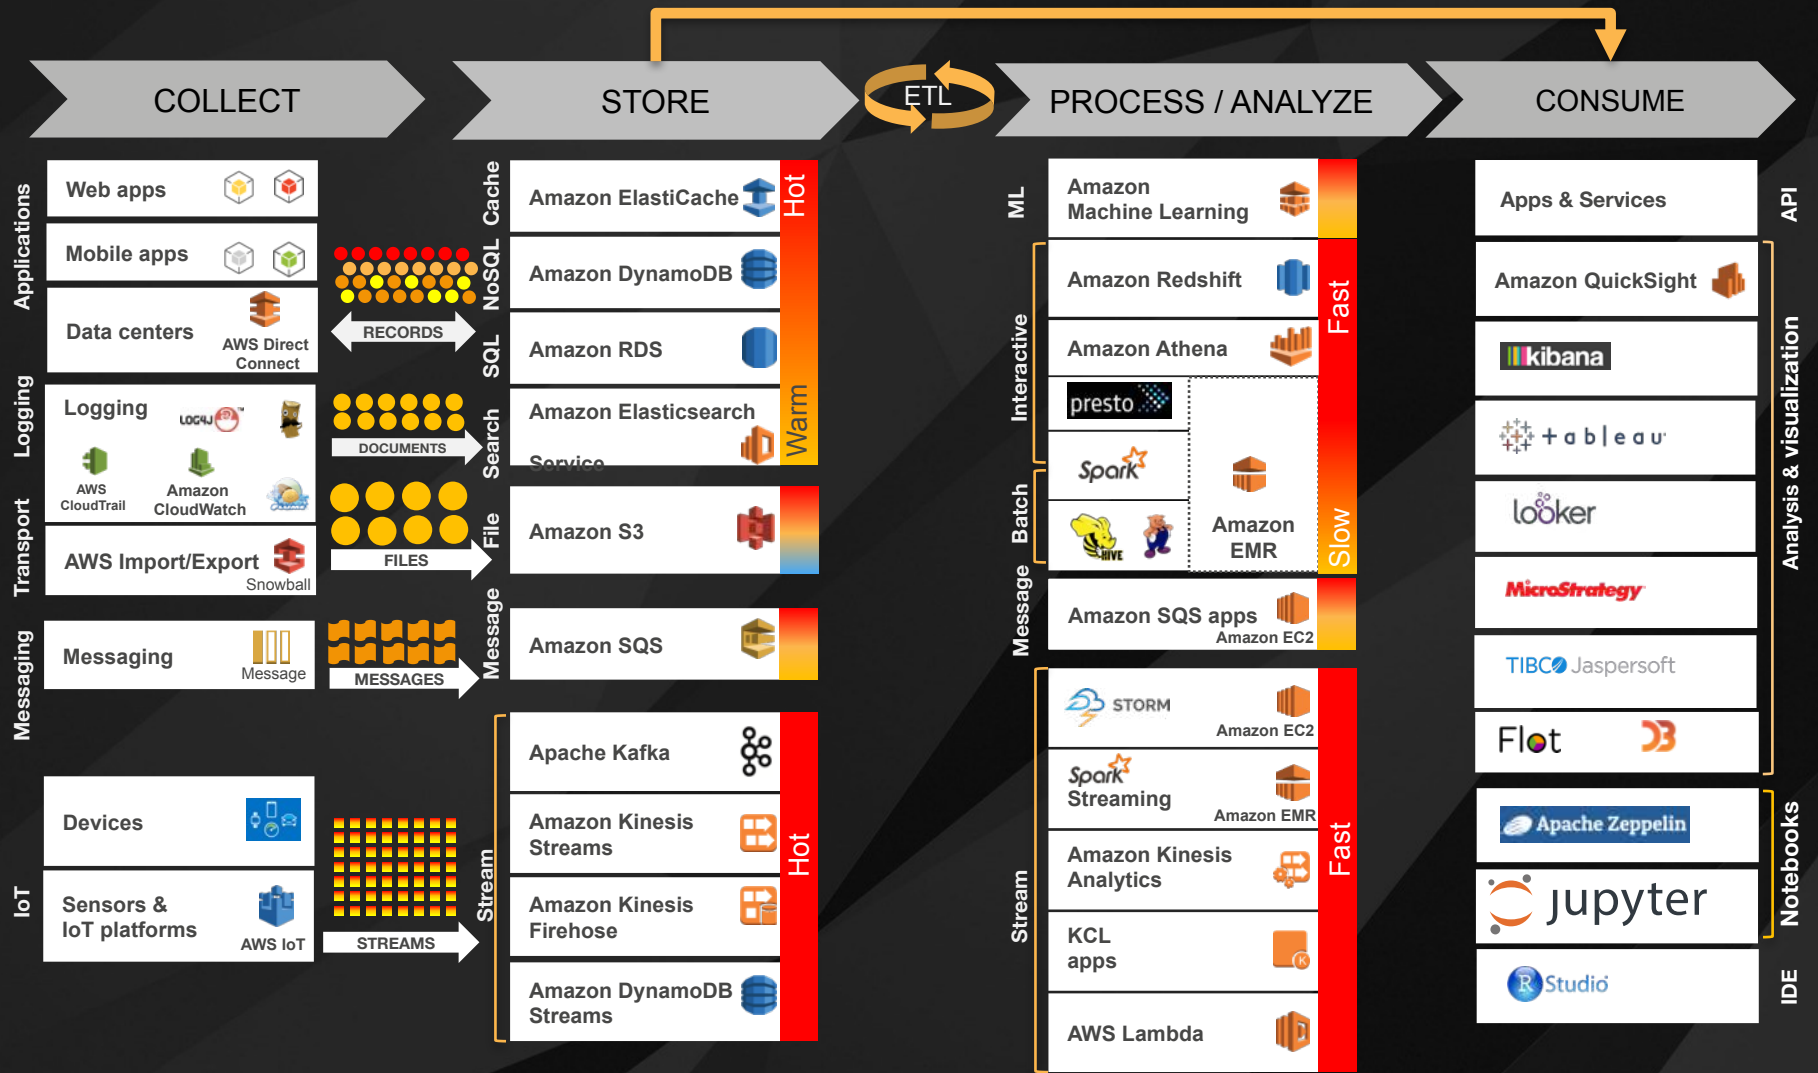 COLLECT
STORE
ETL
PROCESS / ANALYZE
CONSUME
Applications
Web apps
Mobile apps
Data centers
AWS Direct
Connect
Logging
Logging
LOG4J
TM
AWS
CloudTrail
Amazon
CloudWatch
Transport
AWS Import/Export
Snowball
Messaging
Messaging
Message
IoT
Devices
Sensors &
IoT platforms
AWS IoT
RECORDS
DOCUMENTS
FILES
MESSAGES
STREAMS
Cache
Amazon ElastiCache
NoSQL
Amazon DynamoDB
SQL
Amazon RDS
Search
Amazon Elasticsearch
Service
Hot
Warm
File
Amazon S3
Message
Amazon SQS
Stream
Apache Kafka
Amazon Kinesis
Streams
Amazon Kinesis
Firehose
Amazon DynamoDB
Streams
Hot
ML
Amazon
Machine Learning
Interactive
Amazon Redshift
Amazon Athena
presto
Spark
Batch
HIVE
Amazon
EMR
Fast
Slow
Message
Amazon SQS apps
Amazon EC2
Stream
STORM
Amazon EC2
Spark
Streaming
Amazon EMR
Amazon Kinesis
Analytics
KCL
apps
K
AWS Lambda
Fast
Apps & Services
API
Amazon QuickSight
kibana
+ableau
looker
MicroStrategy
TIBCO Jaspersoft
Flot
D3
Analysis & visualization
Apache Zeppelin
jupyter
Notebooks
R Studio
IDE